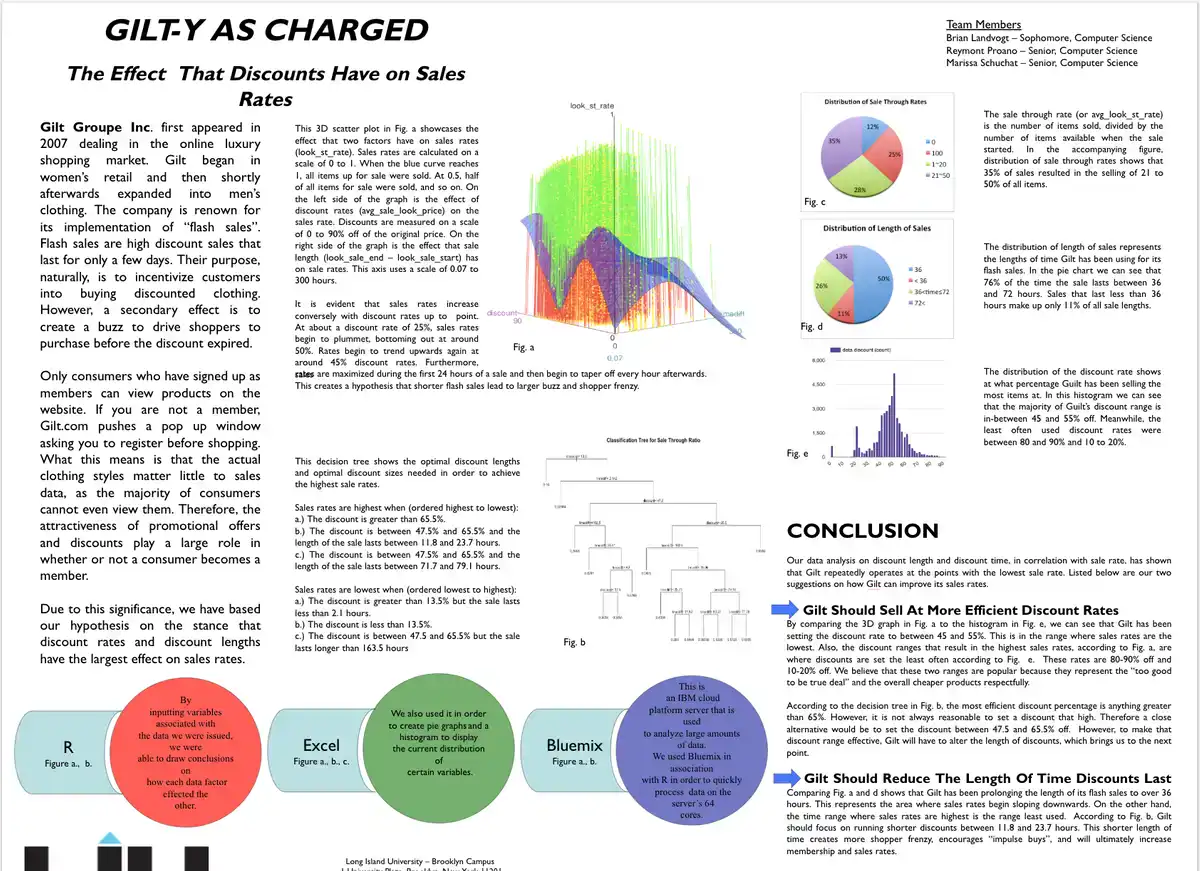 GILT-Y AS CHARGED
The Effect That Discounts Have on Sales
Rates
Team Members
Brian Landvogt – Sophomore, Computer Science
Reymont Proano – Senior, Computer Science
Marissa Schuchat – Senior, Computer Science
Gilt Groupe Inc. first appeared in
2007 dealing in the online luxury
shopping market. Gilt began in
women's retail and then shortly
afterwards expanded into men's
clothing. The company is renown for
its implementation of "flash sales".
Flash sales are high discount sales that
last for only a few days. Their purpose,
naturally, is to incentivize customers
into buying discounted clothing.
However, a secondary effect is to
create a buzz to drive shoppers to
purchase before the discount expired.
Only consumers who have signed up as
members can view products on the
website. If you are not a member,
Gilt.com pushes a pop up window
asking you to register before shopping.
What this means is that the actual
clothing styles matter little to sales
data, as the majority of consumers
cannot even view them. Therefore, the
attractiveness of promotional offers
and discounts play a large role in
whether or not a consumer becomes a
member.
Due to this significance, we have based
our hypothesis on the stance that
discount rates and discount lengths
have the largest effect on sales rates.
This 3D scatter plot in Fig. a showcases the
effect that two factors have on sales rates
(look_st_rate). Sales rates are calculated on a
scale of 0 to 1. When the blue curve reaches
1, all items up for sale were sold. At 0.5, half
of all items for sale were sold, and so on. On
the left side of the graph is the effect of
discount rates (avg_sale_look_price) on the
sales rate. Discounts are measured on a scale
of 0 to 90% off of the original price. On the
right side of the graph is the effect that sale
length (look_sale_end – look_sale_start) has
on sale rates. This axis uses a scale of 0.07 to
300 hours.
It is evident that sales rates increase
conversely with discount rates up to point.
At about a discount rate of 25%, sales rates
begin to plummet, bottoming out at around
50%. Rates begin to trend upwards again at
around 45% discount rates. Furthermore,
rates are maximized during the first 24 hours of a sale and then begin to taper off every hour afterwards.
This creates a hypothesis that shorter flash sales lead to larger buzz and shopper frenzy.
look_st_rate
1
discount
90
0
0
0.07
Fig. a
This decision tree shows the optimal discount lengths
and optimal discount sizes needed in order to achieve
the highest sale rates.
Sales rates are highest when (ordered highest to lowest):
a.) The discount is greater than 65.5%.
b.) The discount is between 47.5% and 65.5% and the
length of the sale lasts between 11.8 and 23.7 hours.
c.) The discount is between 47.5% and 65.5% and the
length of the sale lasts between 71.7 and 79.1 hours.
Sales rates are lowest when (ordered lowest to highest):
a.) The discount is greater than 13.5% but the sale lasts
less than 2.1 hours.
b.) The discount is less than 13.5%.
c.) The discount is between 47.5 and 65.5% but the sale
lasts longer than 163.5 hours
Classification Tree for Sale Through Ratio
Fig. b
Distribution of Sale Through Rates
12%
25%
28%
35%
0
100
1~20
21~50
Fig. c
The sale through rate (or avg_look_st_rate)
is the number of items sold, divided by the
number of items available when the sale
started. In the accompanying figure,
distribution of sale through rates shows that
35% of sales resulted in the selling of 21 to
50% of all items.
Distribution of Length of Sales
13%
50%
26%
11%
36
< 36
36<time≤72
72<
Fig. d
The distribution of length of sales represents
the lengths of time Gilt has been using for its
flash sales. In the pie chart we can see that
76% of the time the sale lasts between 36
and 72 hours. Sales that last less than 36
hours make up only 11% of all sale lengths.
data discount (count)
6,000
4,500
3,000
1,500
0
0 10 20 30 40 50 60 70 80 90
Fig. e
The distribution of the discount rate shows
at what percentage Guilt has been selling the
most items at. In this histogram we can see
that the majority of Guilt's discount range is
in-between 45 and 55% off. Meanwhile, the
least often used discount rates were
between 80 and 90% and 10 to 20%.
CONCLUSION
Our data analysis on discount length and discount time, in correlation with sale rate, has shown
that Gilt repeatedly operates at the points with the lowest sale rate. Listed below are our two
suggestions on how Gilt can improve its sales rates.
Gilt Should Sell At More Efficient Discount Rates
By comparing the 3D graph in Fig. a to the histogram in Fig. e, we can see that Gilt has been
setting the discount rate to between 45 and 55%. This is in the range where sales rates are the
lowest. Also, the discount ranges that result in the highest sales rates, according to Fig. a, are
where discounts are set the least often according to Fig. e. These rates are 80-90% off and
10-20% off. We believe that these two ranges are popular because they represent the "too good
to be true deal" and the overall cheaper products respectfully.
According to the decision tree in Fig. b, the most efficient discount percentage is anything greater
than 65%. However, it is not always reasonable to set a discount that high. Therefore a close
alternative would be to set the discount between 47.5 and 65.5% off. However, to make that
discount range effective, Gilt will have to alter the length of discounts, which brings us to the next
point.
Gilt Should Reduce The Length Of Time Discounts Last
Comparing Fig. a and d shows that Gilt has been prolonging the length of its flash sales to over 36
hours. This represents the area where sales rates begin sloping downwards. On the other hand,
the time range where sales rates are highest is the range least used. According to Fig. b, Gilt
should focus on running shorter discounts between 11.8 and 23.7 hours. This shorter length of
time creates more shopper frenzy, encourages "impulse buys", and will ultimately increase
membership and sales rates.
R
Figure a., b.
By
inputting variables
associated with
the data we were issued,
we were
able to draw conclusions
on
how each data factor
effected the
other.
Excel
Figure a., b., c.
We also used it in order
to create pie graphs and a
histogram to display
the current distribution
of
certain variables.
Bluemix
Figure a., b.
This is
an IBM cloud
platform server that is
used
to analyze large amounts
of data.
We used Bluemix in
association
with R in order to quickly
process data on the
server's 64
cores.
Long Island University – Brooklyn Campus